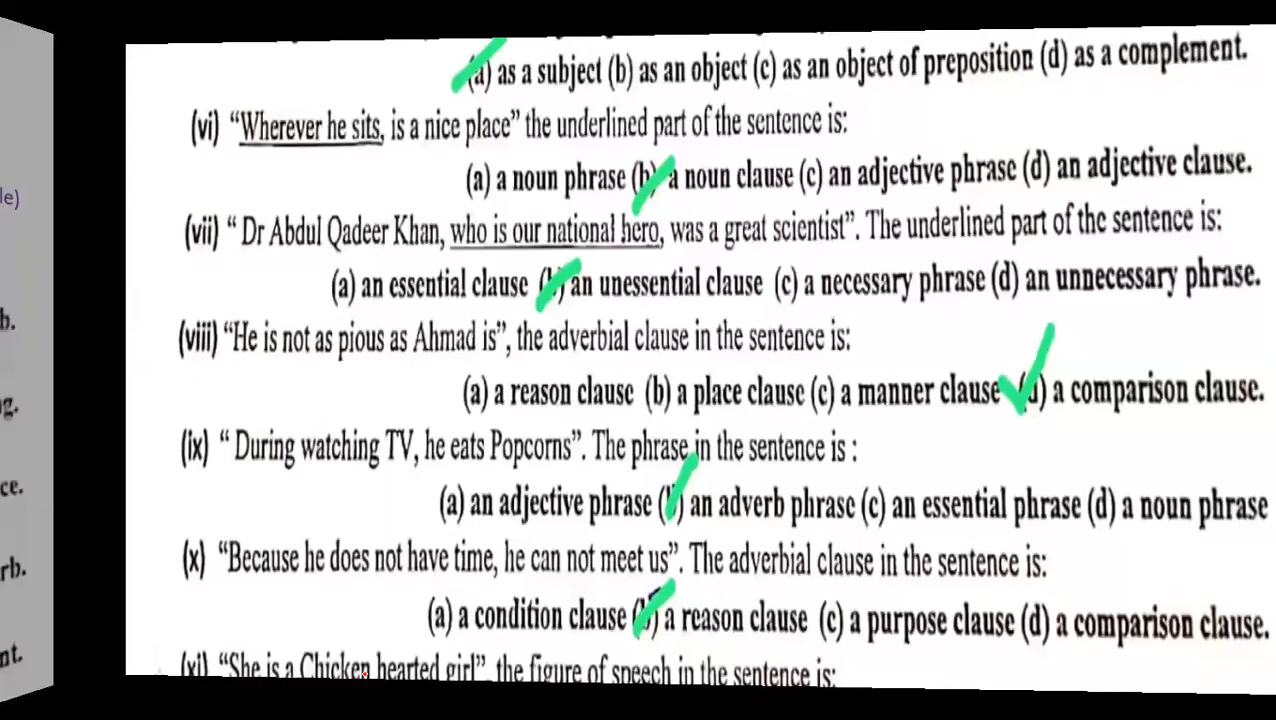 (a) as a subject (b) as an object (c) as an object of preposition (d) as a complement.
(vi) “Wherever he sits, is a nice place” the underlined part of the sentence is:
(a) a noun phrase (b) a noun clause (c) an adjective phrase (d) an adjective clause.
(vii) “ Dr Abdul Qadeer Khan, who is our national hero, was a great scientist”. The underlined part of the sentence is:
(a) an essential clause (b) an unessential clause (c) a necessary phrase (d) an unnecessary phrase.
(viii) “He is not as pious as Ahmad is”, the adverbial clause in the sentence is:
(a) a reason clause (b) a place clause (c) a manner clause (d) a comparison clause.
(ix) “ During watching TV, he eats Popcorns”. The phrase in the sentence is :
(a) an adjective phrase (b) an adverb phrase (c) an essential phrase (d) a noun phrase
(x) “Because he does not have time, he can not meet us”. The adverbial clause in the sentence is:
(a) a condition clause (b) a reason clause (c) a purpose clause (d) a comparison clause.
(xi) “She is a Chicken hearted girl”, the figure of speech in the sentence is:
le)
b.
g.
ce.
rb.
nt.